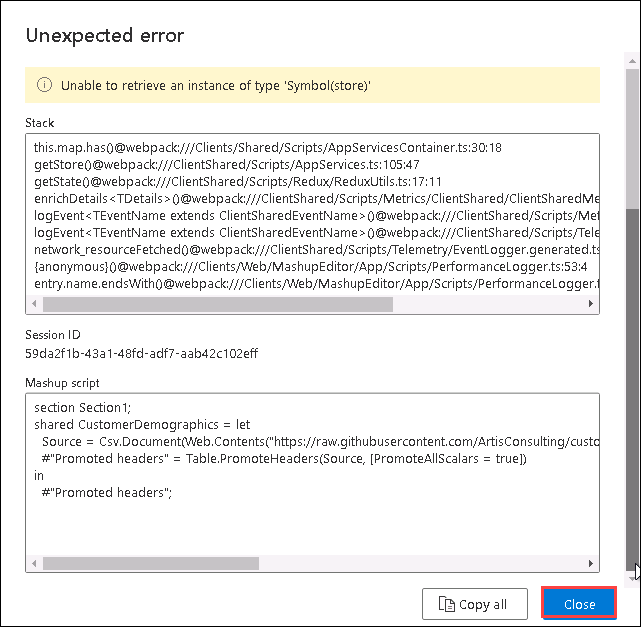 Unexpected error
Unable to retrieve an instance of type 'Symbol(store)'
Stack
this.map.has()@webpack:///Clients/Shared/Scripts/AppServicesContainer.ts:30:18
getStore()@webpack:///ClientShared/Scripts/AppServices.ts:105:47
getState()@webpack:///ClientShared/Scripts/Redux/ReduxUtils.ts:17:11
enrichDetails<TDetails>()@webpack:///ClientShared/Scripts/Metrics/ClientShared/ClientSharedMe
logEvent<TEventName extends ClientSharedEventName>()@webpack:///ClientShared/Scripts/Met
logEvent<TEventName extends ClientSharedEventName>()@webpack:///ClientShared/Scripts/Tele
network_resourceFetched()@webpack:///ClientShared/Scripts/Telemetry/EventLogger.generated.ts
{anonymous}()@webpack:///Clients/Web/MashupEditor/App/Scripts/PerformanceLogger.ts:53:4
entry.name.endsWith()@webpack:///Clients/Web/MashupEditor/App/Scripts/PerformanceLogger.t
Session ID
59da2f1b-43a1-48fd-adf7-aab42c102eff
Mashup script
section Section1;
shared CustomerDemographics = let
Source = Csv.Document(Web.Contents("https://raw.githubusercontent.com/ArtisConsulting/custo
#"Promoted headers" = Table.PromoteHeaders(Source, [PromoteAllScalars = true])
in
#"Promoted headers";
Copy all
Close